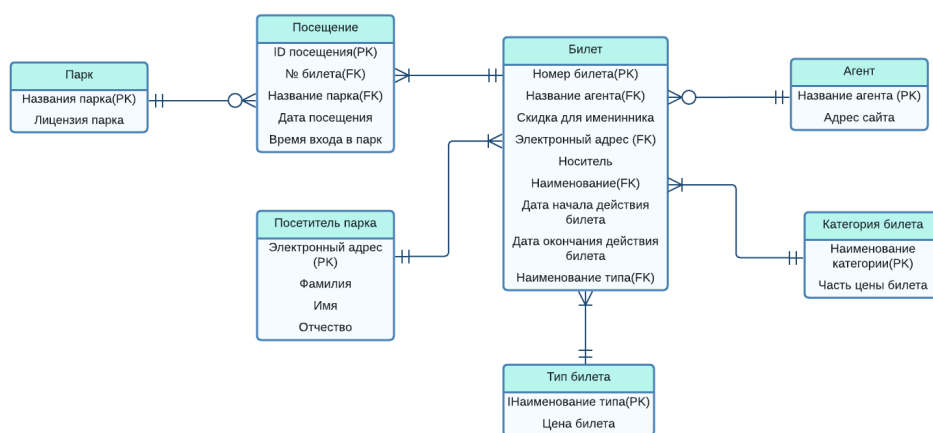 Парк
Названия парка(PK)
Лицензия парка
Посещение
ID посещения(PK)
№ билета(FK)
Название парка(FK)
Дата посещения
Время входа в парк
Билет
Номер билета(PK)
Название агента(FK)
Скидка для именинника
Электронный адрес (FK)
Носитель
Наименование(FK)
Дата начала действия
билета
Дата окончания действия
билета
Наименование типа(FK)
Агент
Название агента (PK)
Адрес сайта
Посетитель парка
Электронный адрес
(PK)
Фамилия
Имя
Отчество
Категория билета
Наименование
категории(PK)
Часть цены билета
Тип билета
IНаименование типа(PK)
Цена билета